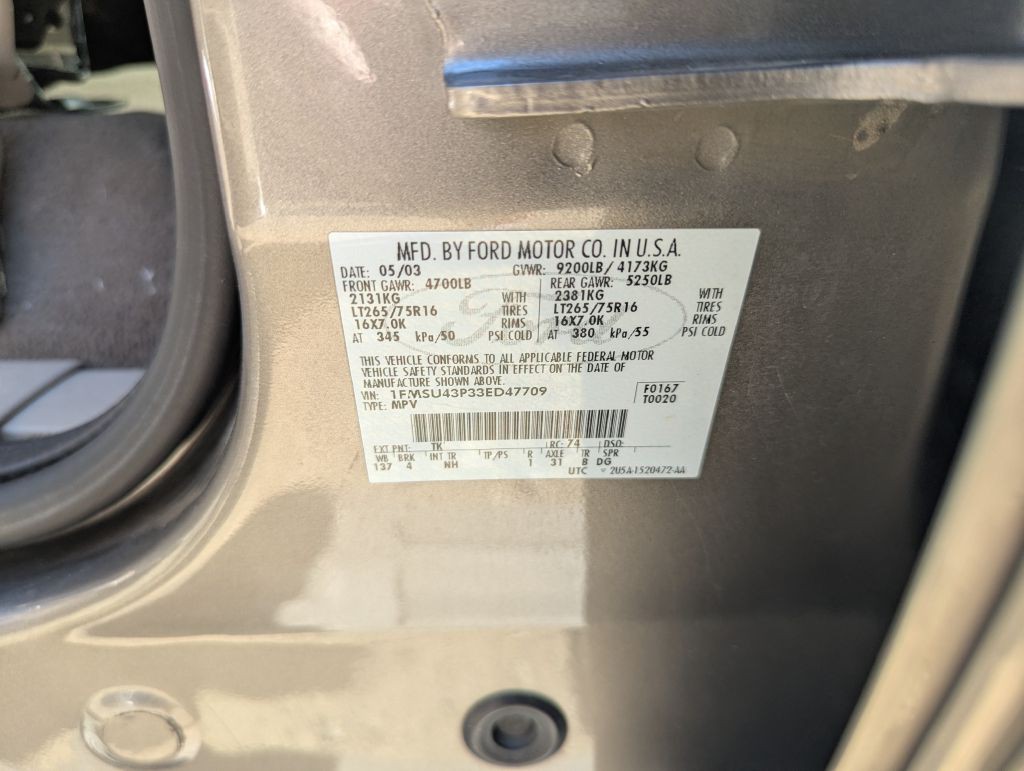 MFD. BY FORD MOTOR CO. IN U.S.A.
DATE: 05/03 GVWR: 9200LB/ 4173KG
FRONT GAWR: 4700LB REAR GAWR: 5250LB
2131KG WITH 2381KG WITH
LT265/75R16 TIRES LT265/75R16 TIRES
16X7.0K RIMS 16X7.0K RIMS
AT 345 kPa/50 PSI COLD AT 380 kPa/55 PSI COLD
Ford
THIS VEHICLE CONFORMS TO ALL APPLICABLE FEDERAL MOTOR
VEHICLE SAFETY STANDARDS IN EFFECT ON THE DATE OF
MANUFACTURE SHOWN ABOVE.
VIN: 1FMSU43P33ED47709 F0167
TYPE: MPV T0020
EXT PNT: TK RC: 74 DSO:
WB BRK INT TR TP/PS R AXLE TR SPR
137 4 NH 1 31 B DG
UTC 2U5A-1520472-AA